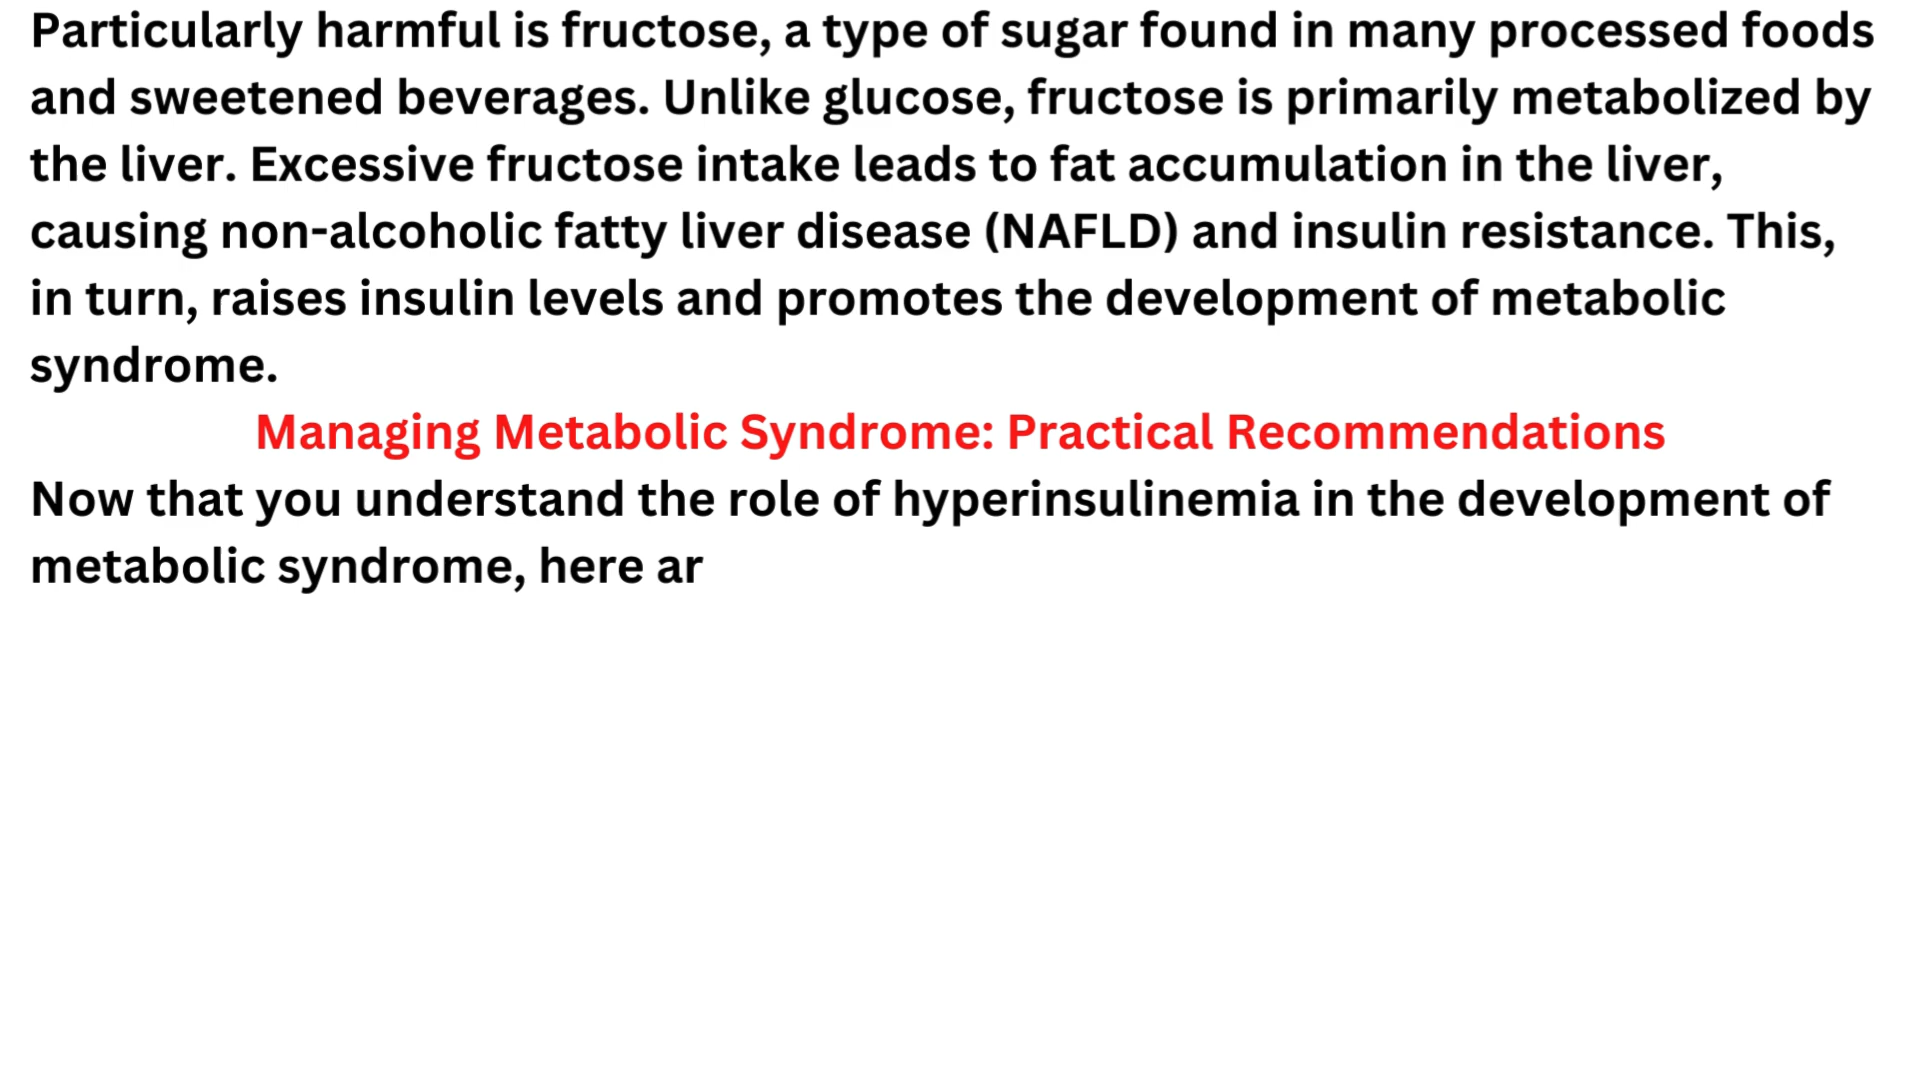 Particularly harmful is fructose, a type of sugar found in many processed foods
and sweetened beverages. Unlike glucose, fructose is primarily metabolized by
the liver. Excessive fructose intake leads to fat accumulation in the liver,
causing non-alcoholic fatty liver disease (NAFLD) and insulin resistance. This,
in turn, raises insulin levels and promotes the development of metabolic
syndrome.
Managing Metabolic Syndrome: Practical Recommendations
Now that you understand the role of hyperinsulinemia in the development of
metabolic syndrome, here ar